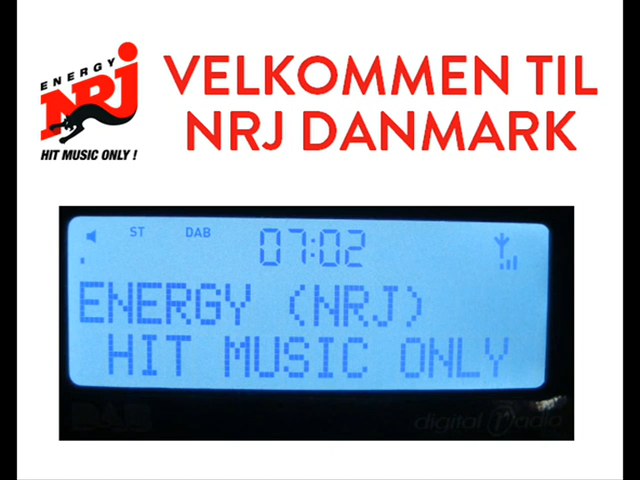 ENERGY
NRJ
HIT MUSIC ONLY !
VELKOMMEN TIL
NRJ DANMARK
ST DAB 07:02
ENERGY (NRJ)
HIT MUSIC ONLY
DAB digital radio